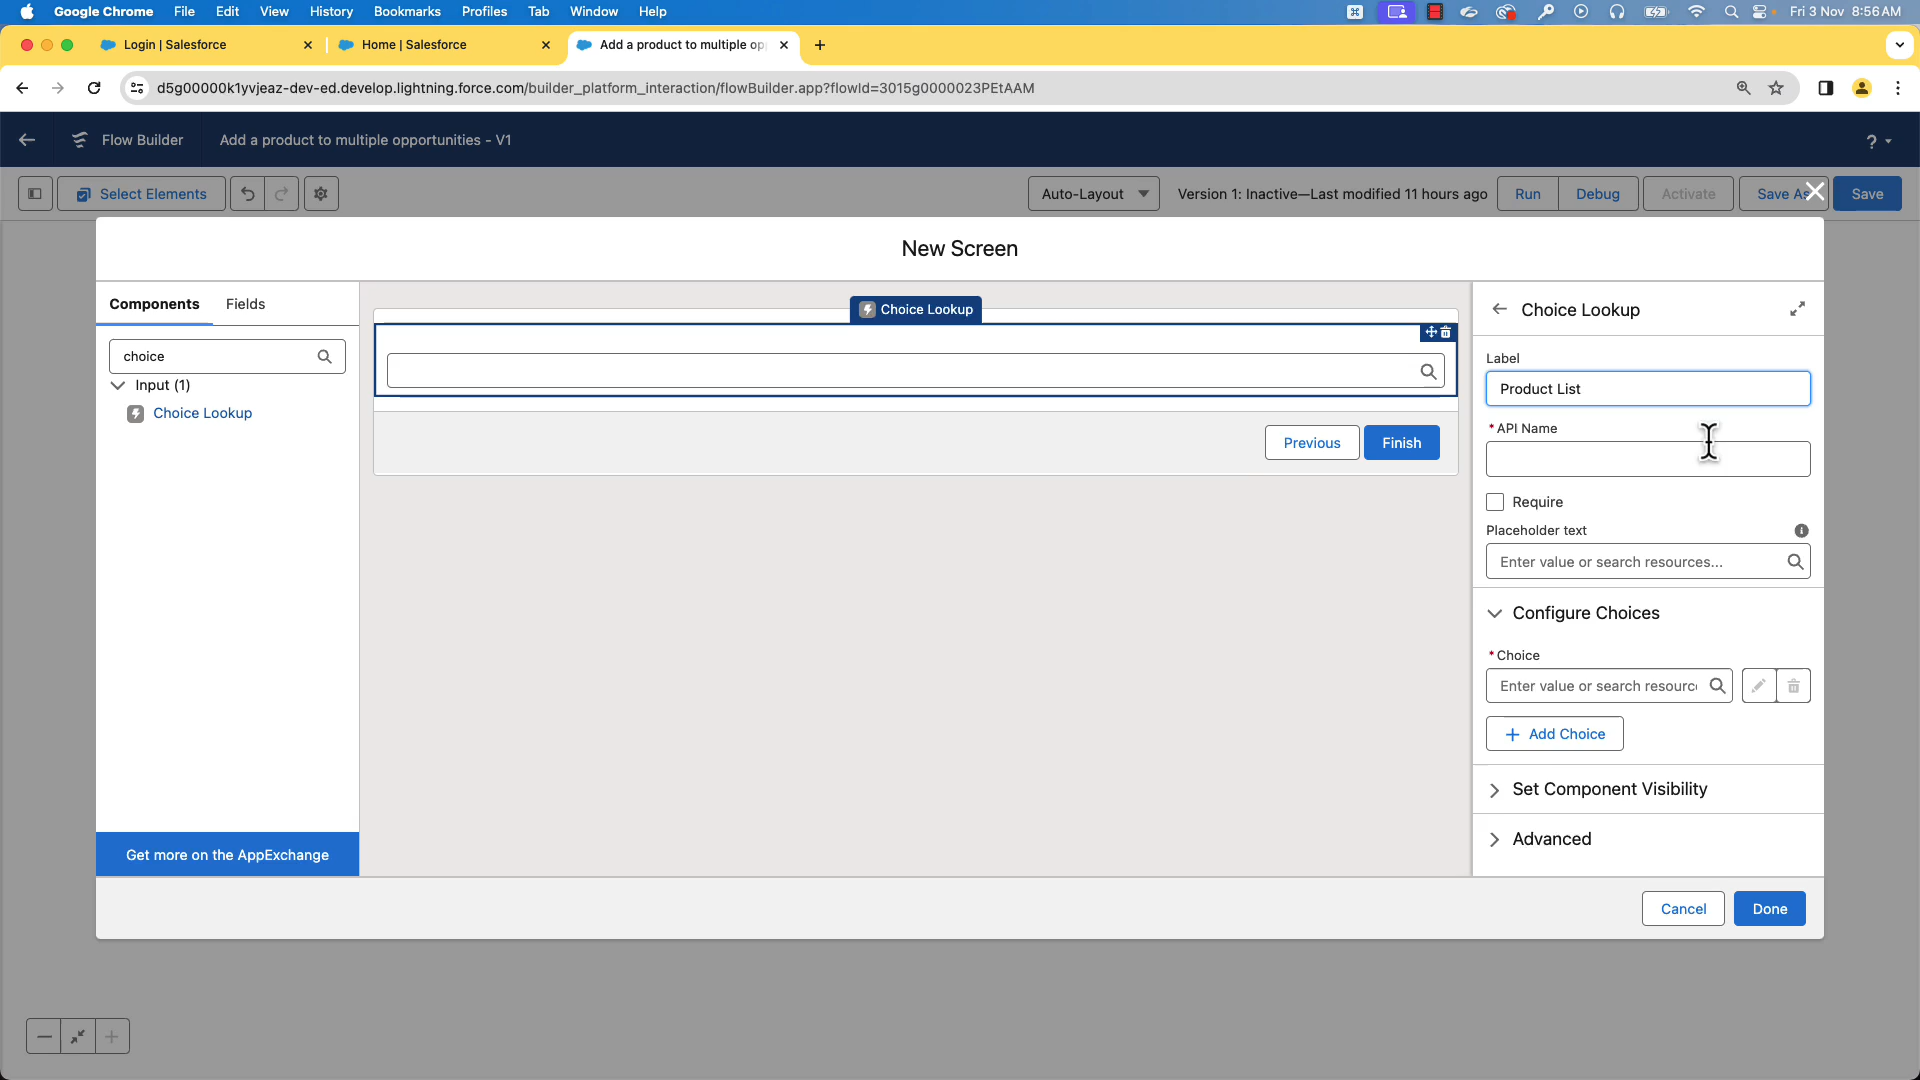 Google Chrome File Edit View History Bookmarks Profiles Tab Window Help Fri 3 Nov 8:56 AM
Login | Salesforce Home | Salesforce Add a product to multiple op
d5g00000k1yvjeaz-dev-ed.develop.lightning.force.com/builder_platform_interaction/flowBuilder.app?flowId=3015g0000023PEtAAM
Flow Builder Add a product to multiple opportunities - V1 ?
Select Elements Auto-Layout Version 1: Inactive—Last modified 11 hours ago Run Debug Activate Save As Save
New Screen
Components Fields
choice
Input (1)
Choice Lookup
Get more on the AppExchange
Choice Lookup
Previous Finish
Choice Lookup
Label
Product List
* API Name
Require
Placeholder text
Enter value or search resources...
Configure Choices
* Choice
Enter value or search resourc
+ Add Choice
Set Component Visibility
Advanced
Cancel Done